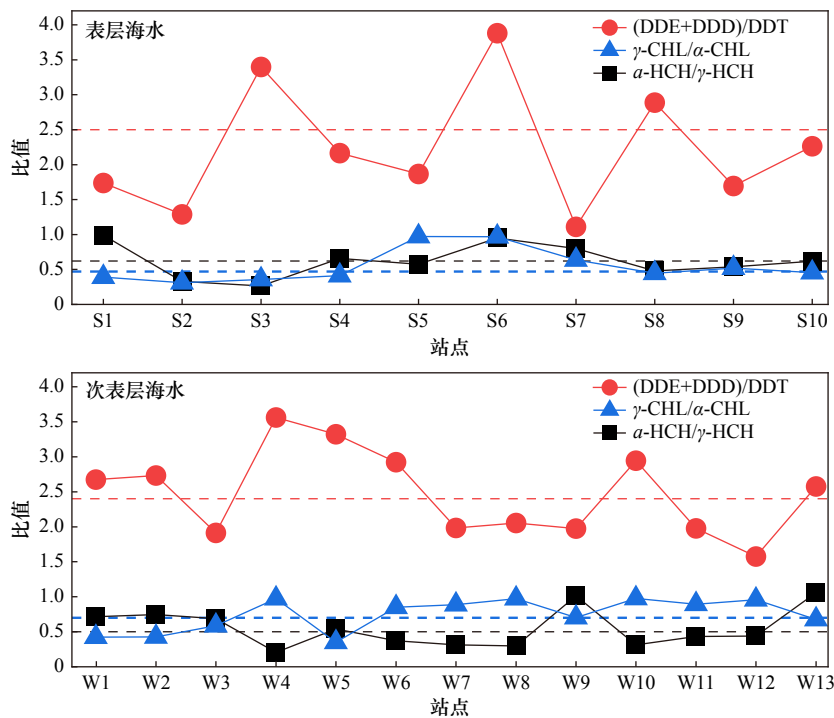 表层海水
(DDE+DDD)/DDT
γ-CHL/α-CHL
a-HCH/γ-HCH
4.0
3.5
3.0
2.5
2.0
1.5
1.0
0.5
0
比值
S1 S2 S3 S4 S5 S6 S7 S8 S9 S10
站点
次表层海水
(DDE+DDD)/DDT
γ-CHL/α-CHL
a-HCH/γ-HCH
4.0
3.5
3.0
2.5
2.0
1.5
1.0
0.5
0
比值
W1 W2 W3 W4 W5 W6 W7 W8 W9 W10 W11 W12 W13
站点